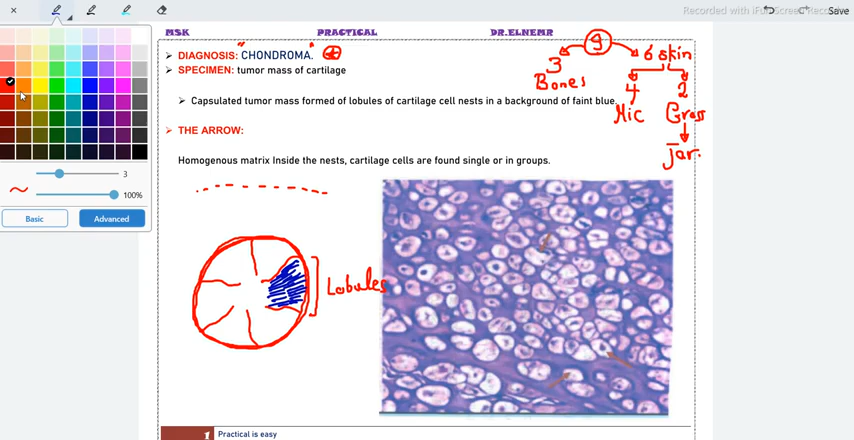 Recorded with iFun Screen Recorder
Save
MSK PRACTICAL DR.ELNEMR
DIAGNOSIS: "CHONDROMA."
SPECIMEN: tumor mass of cartilage
9
3 Bones
6 skin
4 Mic
2 Gross
jar.
Capsulated tumor mass formed of lobules of cartilage cell nests in a background of faint blue.
THE ARROW:
Homogenous matrix Inside the nests, cartilage cells are found single or in groups.
3
100%
Basic Advanced
Lobules
1 Practical is easy